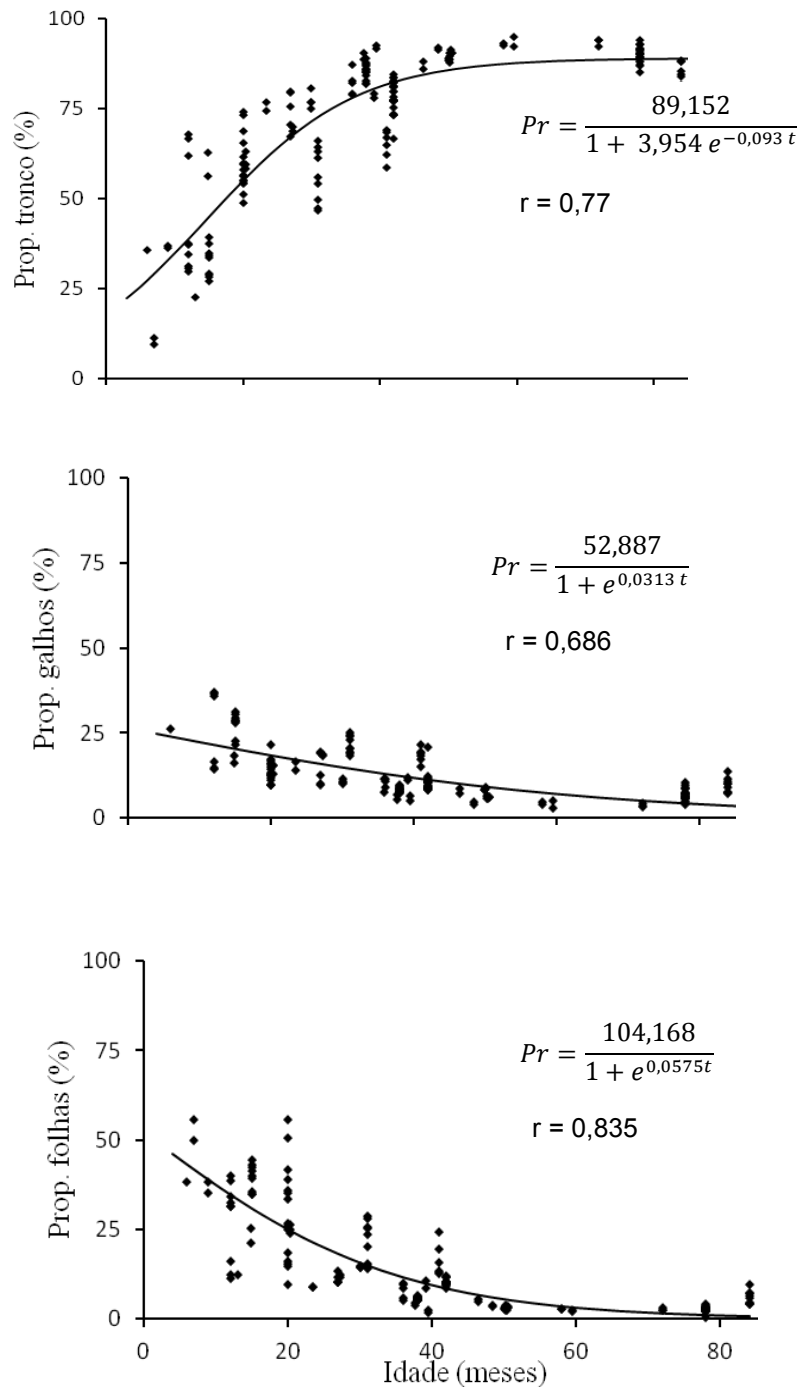 100
75
50
25
0
Prop. tronco (%)
Pr = 89,152 / 1 + 3,954 e^−0,093 t
r = 0,77
100
75
50
25
0
Prop. galhos (%)
Pr = 52,887 / 1 + e^0,0313 t
r = 0,686
100
75
50
25
0
Prop. folhas (%)
Pr = 104,168 / 1 + e^0,0575t
r = 0,835
0 20 40 60 80
Idade (meses)